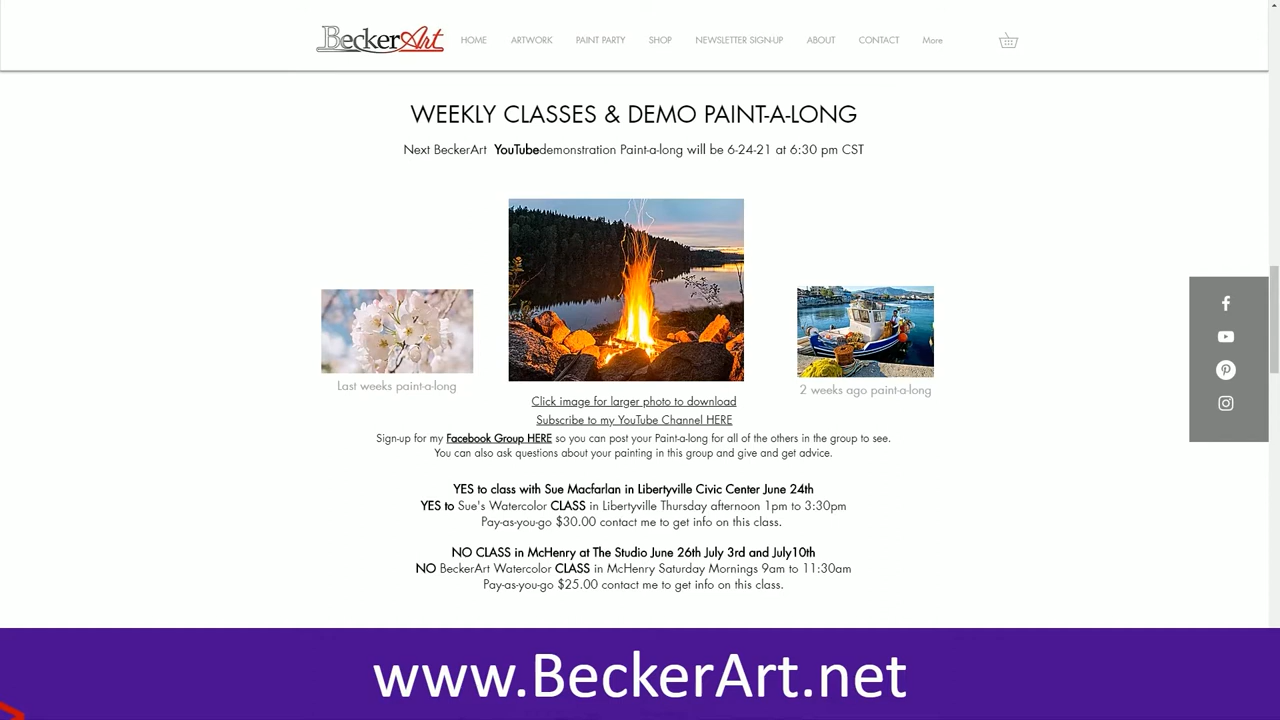 BeckerArt
HOME ARTWORK PAINT PARTY SHOP NEWSLETTER SIGN-UP ABOUT CONTACT More
WEEKLY CLASSES & DEMO PAINT-A-LONG
Next BeckerArt YouTubedemonstration Paint-a-long will be 6-24-21 at 6:30 pm CST
Last weeks paint-a-long
2 weeks ago paint-a-long
Click image for larger photo to download
Subscribe to my YouTube Channel HERE
Sign-up for my Facebook Group HERE so you can post your Paint-a-long for all of the others in the group to see.
You can also ask questions about your painting in this group and give and get advice.
YES to class with Sue Macfarlan in Libertyville Civic Center June 24th
YES to Sue's Watercolor CLASS in Libertyville Thursday afternoon 1pm to 3:30pm
Pay-as-you-go $30.00 contact me to get info on this class.
NO CLASS in McHenry at The Studio June 26th July 3rd and July10th
NO BeckerArt Watercolor CLASS in McHenry Saturday Mornings 9am to 11:30am
Pay-as-you-go $25.00 contact me to get info on this class.
www.BeckerArt.net